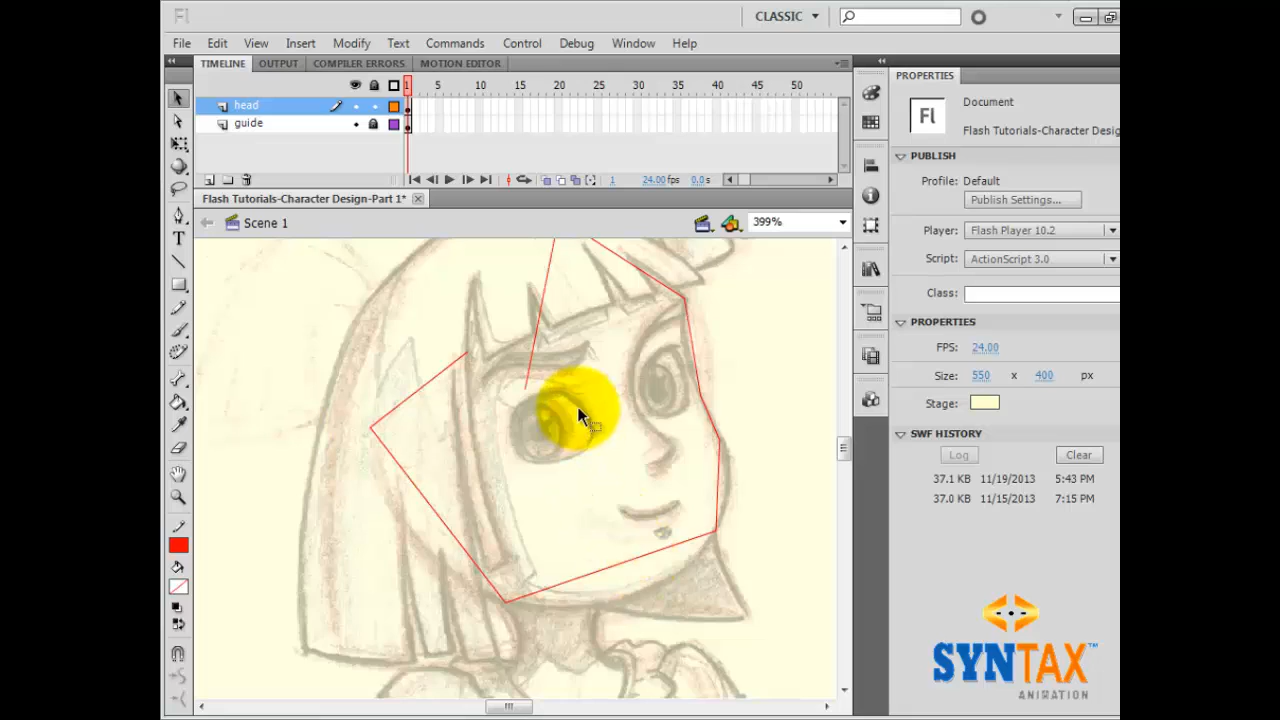 Fl CLASSIC
File Edit View Insert Modify Text Commands Control Debug Window Help
TIMELINE OUTPUT COMPILER ERRORS MOTION EDITOR
1 5 10 15 20 25 30 35 40 45 50
head
guide
1 24.00 fps 0.0 s
Flash Tutorials-Character Design-Part 1*
Scene 1 399%
PROPERTIES
Fl
Document
Flash Tutorials-Character Desig
PUBLISH
Profile: Default
Publish Settings...
Player: Flash Player 10.2
Script: ActionScript 3.0
Class:
PROPERTIES
FPS: 24.00
Size: 550 x 400 px
Stage:
SWF HISTORY
Log Clear
37.1 KB 11/19/2013 5:43 PM
37.0 KB 11/15/2013 7:15 PM
SYNTAX™
ANIMATION